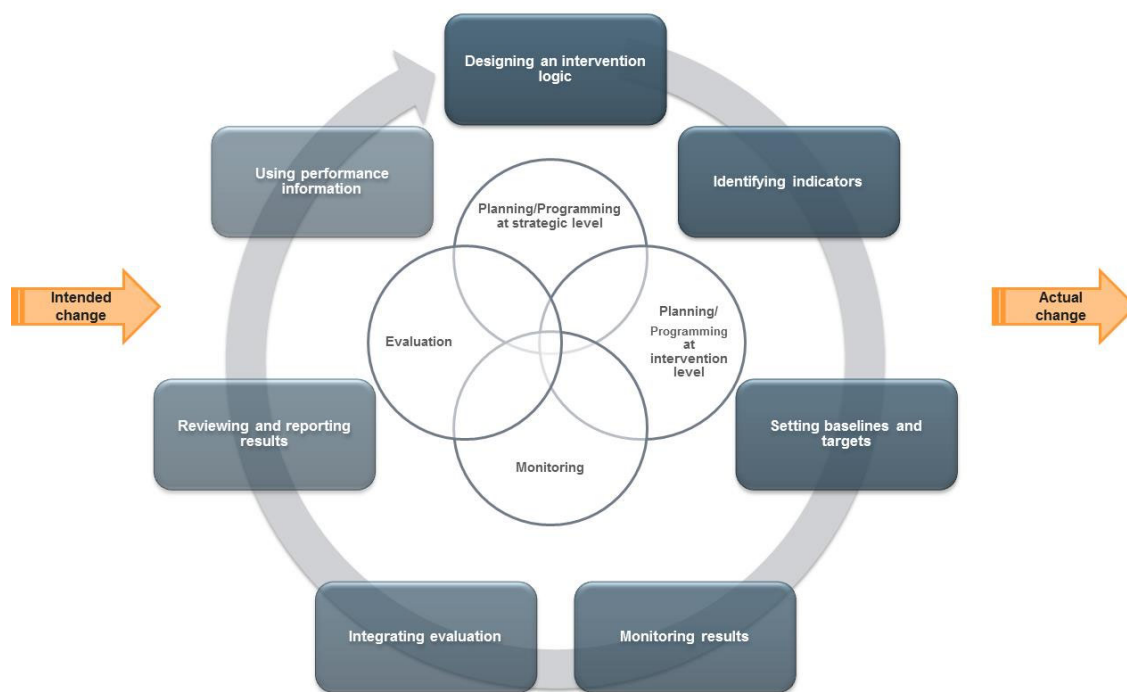 Designing an intervention
logic
Identifying indicators
Setting baselines and
targets
Monitoring results
Integrating evaluation
Reviewing and reporting
results
Using performance
information
Planning/Programming
at strategic level
Planning/
Programming
at
intervention
level
Monitoring
Evaluation
Intended
change
Actual
change